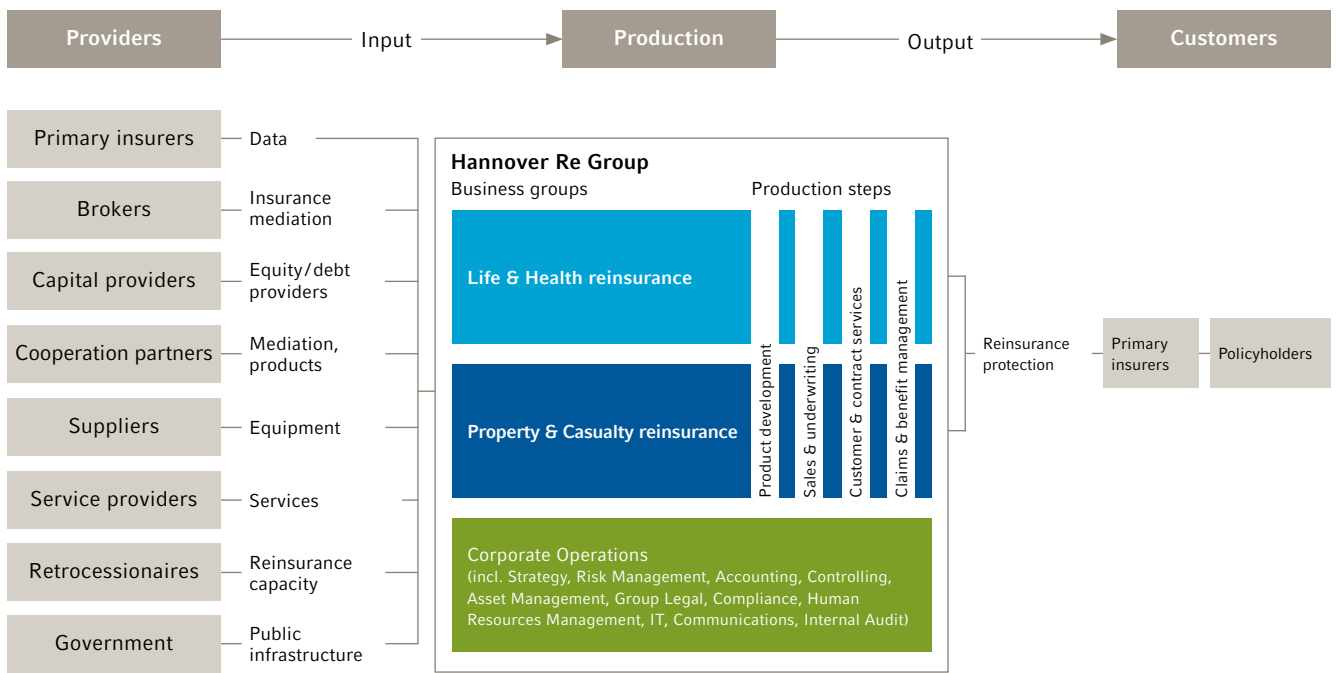 Providers
Input
Production
Output
Customers
Primary insurers
Data
Brokers
Insurance
mediation
Capital providers
Equity/debt
providers
Cooperation partners
Mediation,
products
Suppliers
Equipment
Service providers
Services
Retrocessionaires
Reinsurance
capacity
Government
Public
infrastructure
Hannover Re Group
Business groups
Production steps
Life & Health reinsurance
Property & Casualty reinsurance
Product development
Sales & underwriting
Customer & contract services
Claims & benefit management
Corporate Operations
(incl. Strategy, Risk Management, Accounting, Controlling,
Asset Management, Group Legal, Compliance, Human
Resources Management, IT, Communications, Internal Audit)
Reinsurance
protection
Primary
insurers
Policyholders